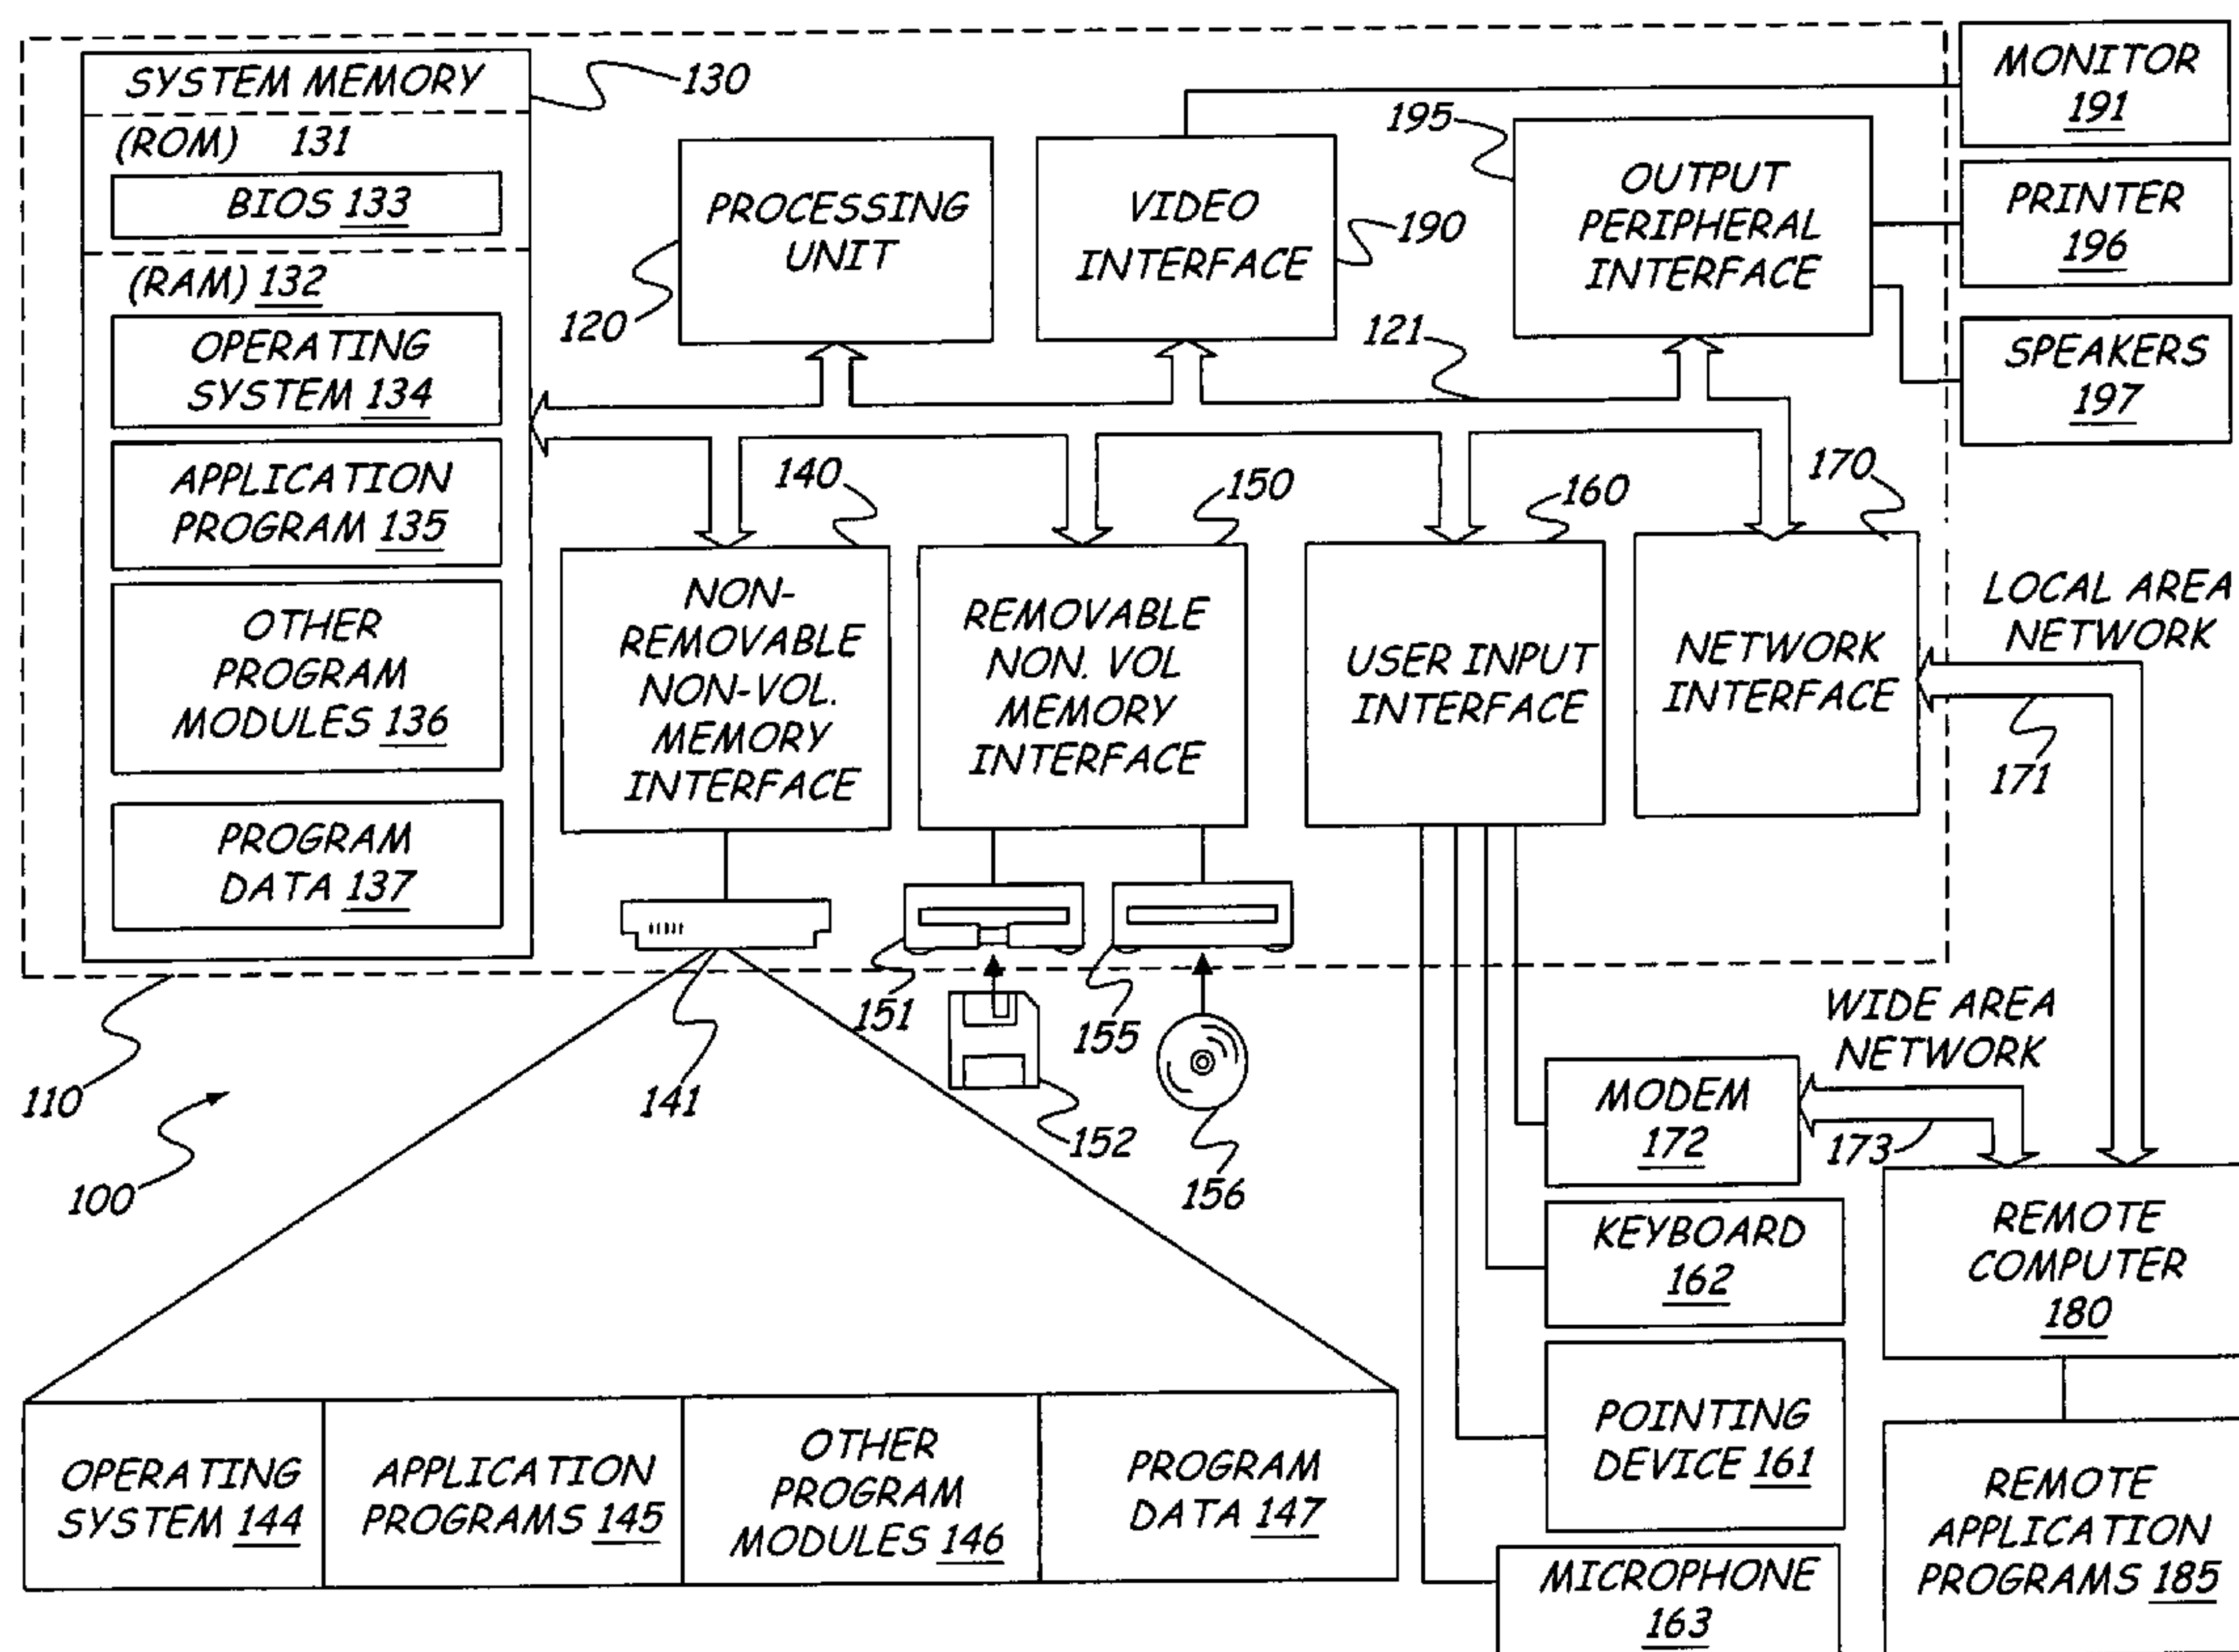 SYSTEM MEMORY
130
(ROM) 131
BIOS 133
(RAM) 132
OPERATING
SYSTEM 134
APPLICATION
PROGRAM 135
OTHER
PROGRAM
MODULES 136
PROGRAM
DATA 137
PROCESSING
UNIT
120
VIDEO
INTERFACE
190
195
OUTPUT
PERIPHERAL
INTERFACE
121
MONITOR
191
PRINTER
196
SPEAKERS
197
140
NON-
REMOVABLE
NON-VOL.
MEMORY
INTERFACE
150
REMOVABLE
NON. VOL
MEMORY
INTERFACE
160
USER INPUT
INTERFACE
170
NETWORK
INTERFACE
LOCAL AREA
NETWORK
171
110
100
141
151
152
155
156
WIDE AREA
NETWORK
173
MODEM
172
KEYBOARD
162
POINTING
DEVICE 161
MICROPHONE
163
REMOTE
COMPUTER
180
REMOTE
APPLICATION
PROGRAMS 185
OPERATING
SYSTEM 144
APPLICATION
PROGRAMS 145
OTHER
PROGRAM
MODULES 146
PROGRAM
DATA 147